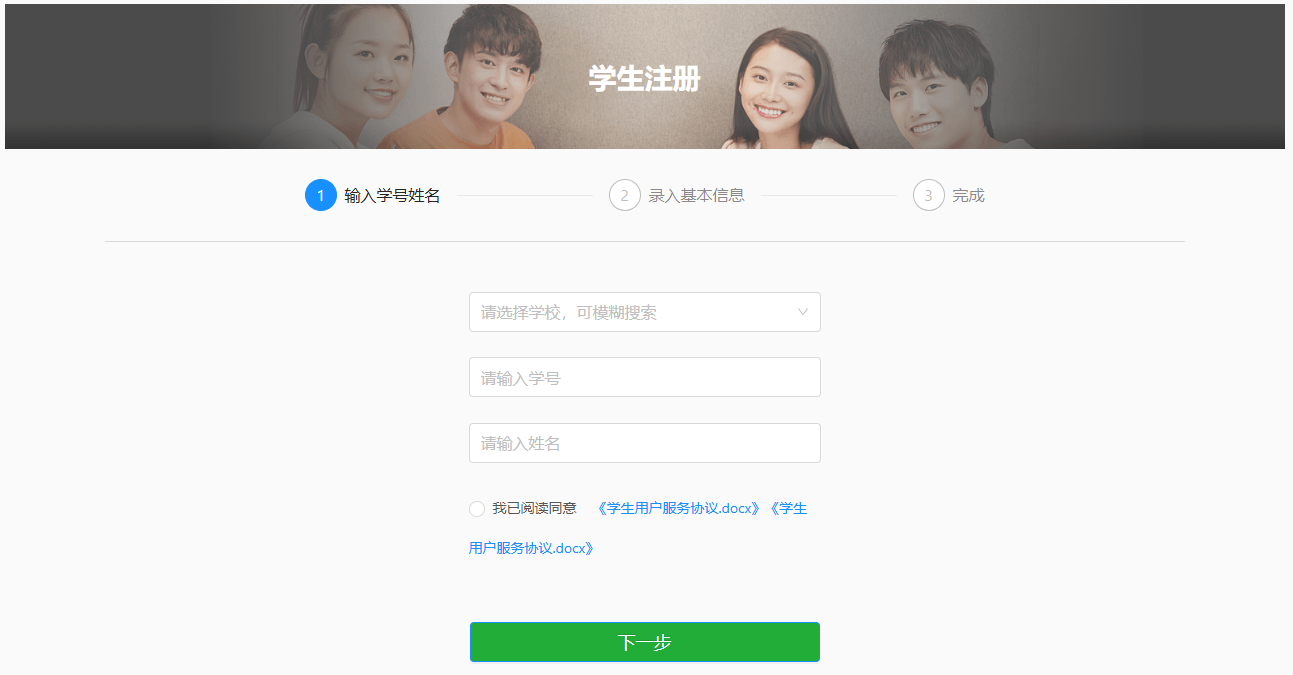 学生注册
1 输入学号姓名 2 录入基本信息 3 完成
请选择学校，可模糊搜索
请输入学号
请输入姓名
我已阅读同意 《学生用户服务协议.docx》《学生
用户服务协议.docx》
下一步